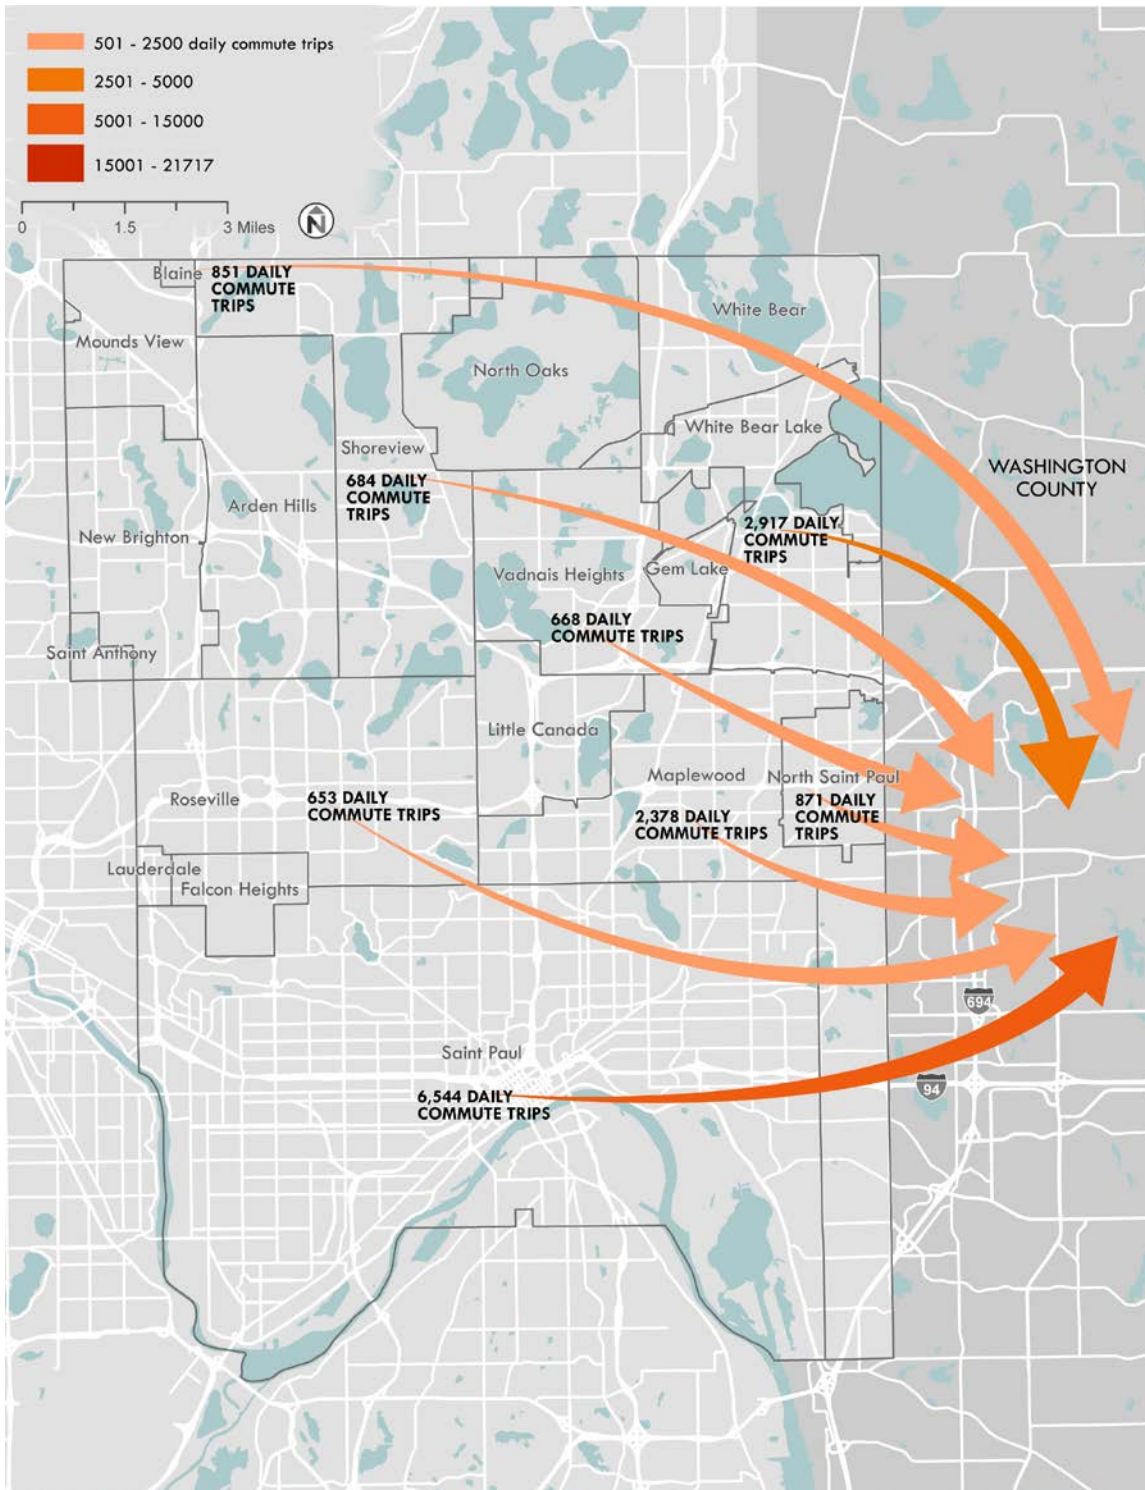 501 - 2500 daily commute trips
2501 - 5000
5001 - 15000
15001 - 21717
0 1.5 3 Miles
N
Blaine
851 DAILY
COMMUTE
TRIPS
White Bear
Mounds View
North Oaks
White Bear Lake
Shoreview
684 DAILY
COMMUTE
TRIPS
WASHINGTON
COUNTY
Arden Hills
New Brighton
2,917 DAILY
COMMUTE
TRIPS
Gem Lake
Vadnais Heights
668 DAILY
COMMUTE TRIPS
Saint Anthony
Little Canada
Maplewood
North Saint Paul
871 DAILY
COMMUTE
TRIPS
Roseville
653 DAILY
COMMUTE TRIPS
2,378 DAILY
COMMUTE TRIPS
Lauderdale
Falcon Heights
694
Saint Paul
94
6,544 DAILY
COMMUTE TRIPS